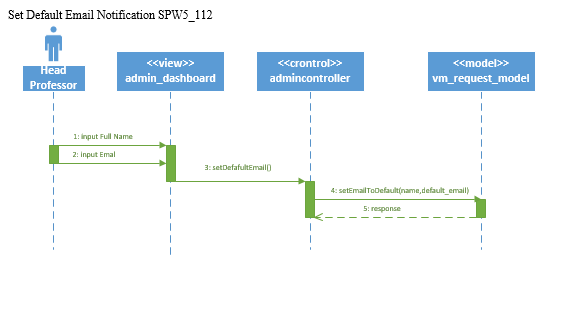 Set Default Email Notification SPW5_112
Head
Professor
<<view>>
admin_dashboard
<<crontrol>>
admincontroller
<<model>>
vm_request_model
1: input Full Name
2: input Emal
3: setDefafultEmail()
4: setEmailToDefault(name,default_email)
5: response